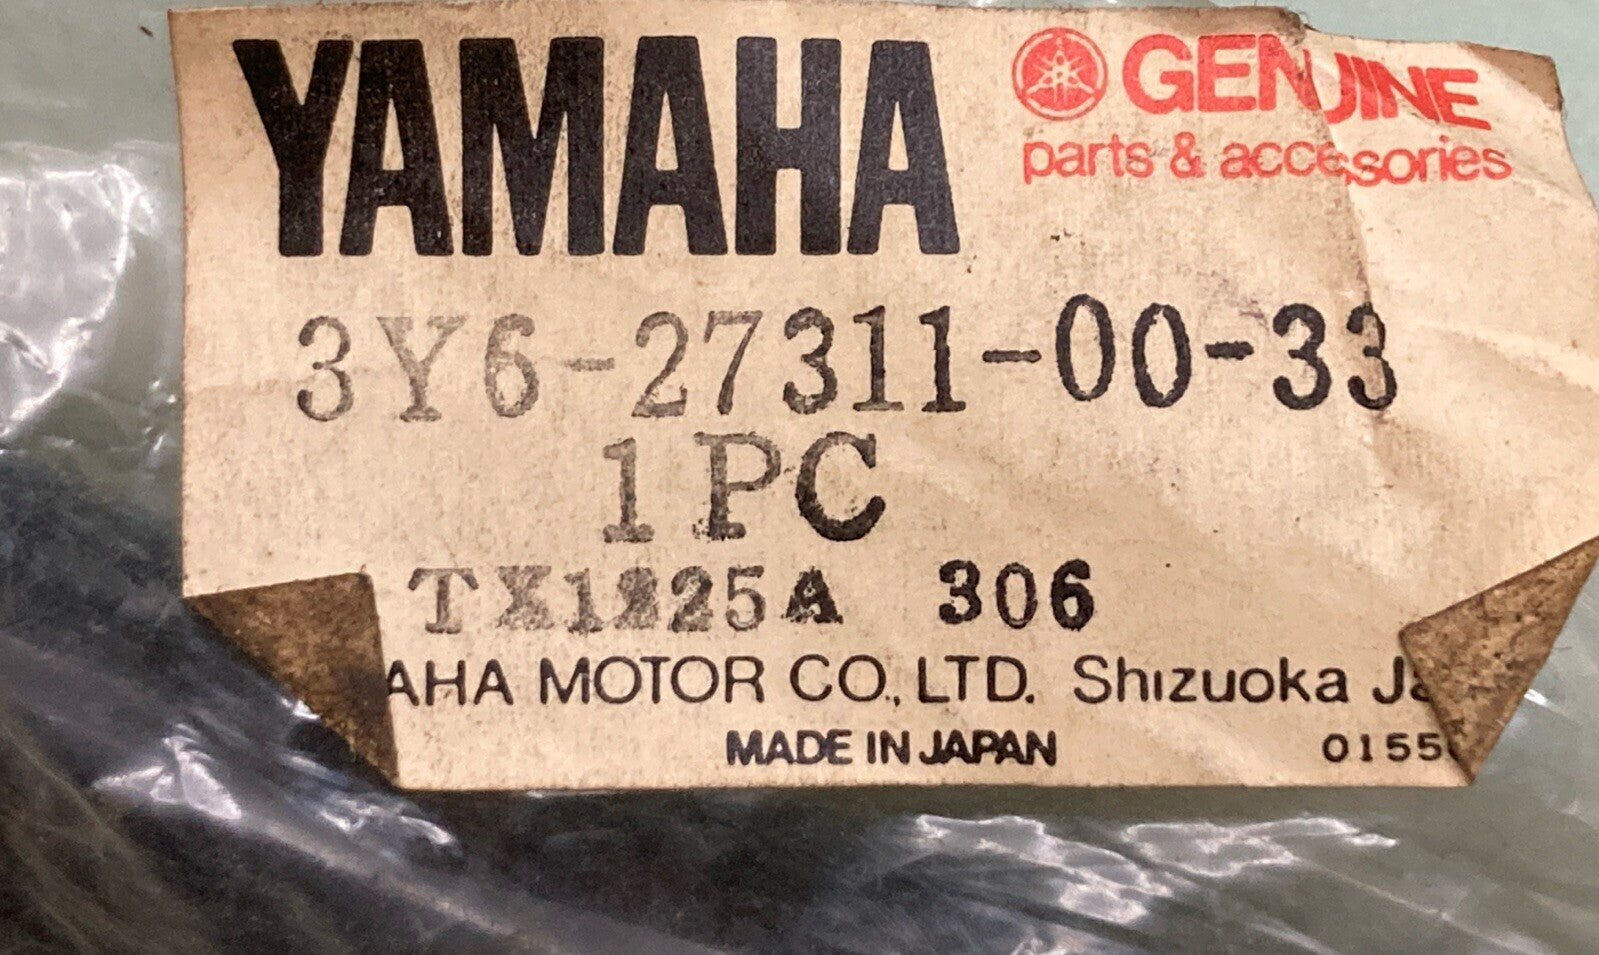 YAMAHA
GENUINE
parts & accessories
3Y6-27311-00-33
1PC
TX1225A 306
AHA MOTOR CO., LTD. Shizuoka Ja
MADE IN JAPAN
0155